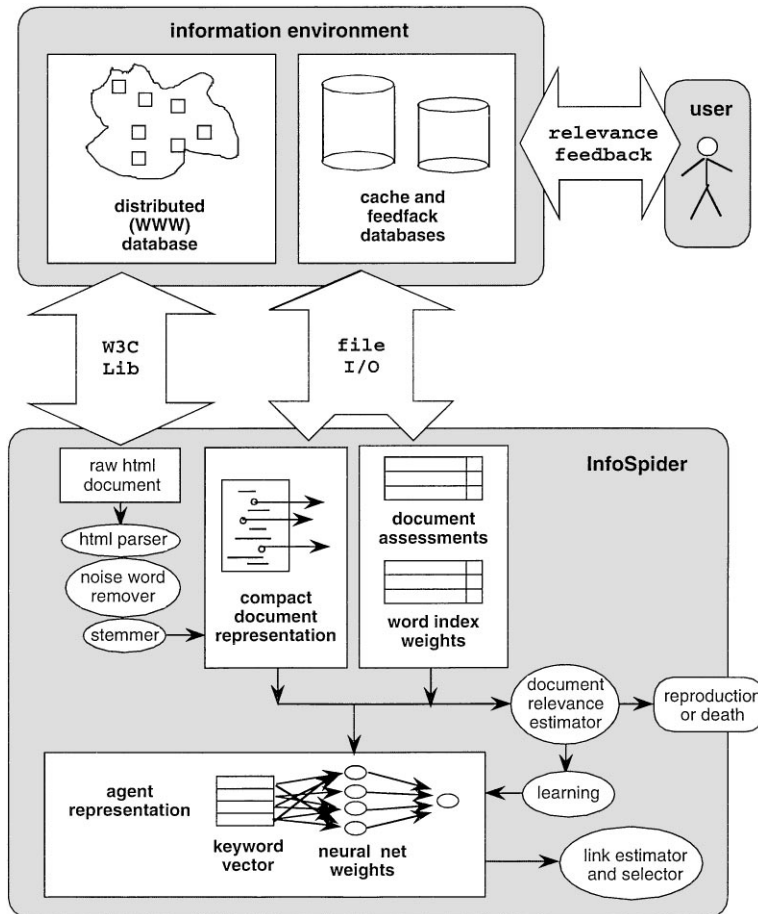 information environment
distributed
(WWW)
database
cache and
feedfack
databases
relevance
feedback
user
W3C
Lib
file
I/O
InfoSpider
raw html
document
html parser
noise word
remover
stemmer
compact
document
representation
document
assessments
word index
weights
document
relevance
estimator
reproduction
or death
learning
agent
representation
keyword
vector
neural net
weights
link estimator
and selector